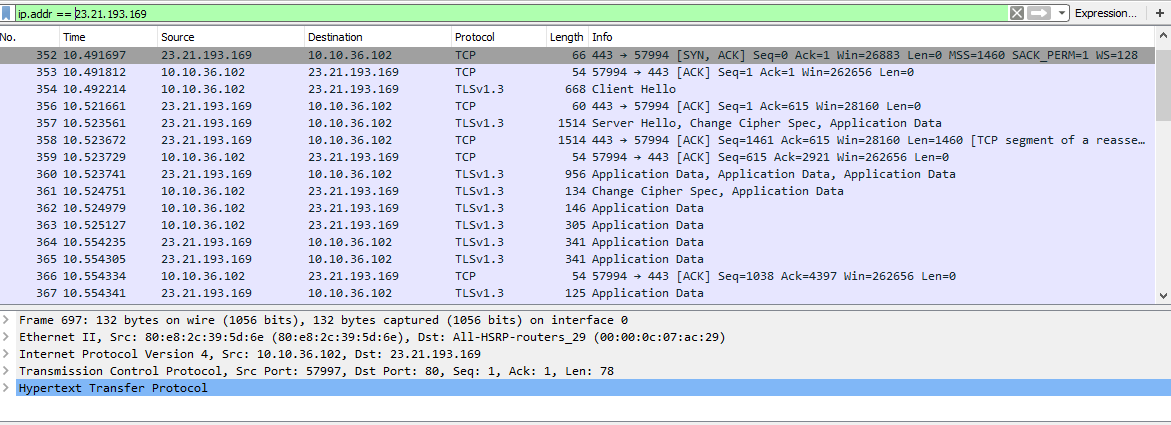 ip.addr == 23.21.193.169 Expression... +
No. Time Source Destination Protocol Length Info
352 10.491697 23.21.193.169 10.10.36.102 TCP 66 443 → 57994 [SYN, ACK] Seq=0 Ack=1 Win=26883 Len=0 MSS=1460 SACK_PERM=1 WS=128
353 10.491812 10.10.36.102 23.21.193.169 TCP 54 57994 → 443 [ACK] Seq=1 Ack=1 Win=262656 Len=0
354 10.492214 10.10.36.102 23.21.193.169 TLSv1.3 668 Client Hello
356 10.521661 23.21.193.169 10.10.36.102 TCP 60 443 → 57994 [ACK] Seq=1 Ack=615 Win=28160 Len=0
357 10.523561 23.21.193.169 10.10.36.102 TLSv1.3 1514 Server Hello, Change Cipher Spec, Application Data
358 10.523672 23.21.193.169 10.10.36.102 TCP 1514 443 → 57994 [ACK] Seq=1461 Ack=615 Win=28160 Len=1460 [TCP segment of a reasse…
359 10.523729 10.10.36.102 23.21.193.169 TCP 54 57994 → 443 [ACK] Seq=615 Ack=2921 Win=262656 Len=0
360 10.523741 23.21.193.169 10.10.36.102 TLSv1.3 956 Application Data, Application Data, Application Data
361 10.524751 10.10.36.102 23.21.193.169 TLSv1.3 134 Change Cipher Spec, Application Data
362 10.524979 10.10.36.102 23.21.193.169 TLSv1.3 146 Application Data
363 10.525127 10.10.36.102 23.21.193.169 TLSv1.3 305 Application Data
364 10.554235 23.21.193.169 10.10.36.102 TLSv1.3 341 Application Data
365 10.554305 23.21.193.169 10.10.36.102 TLSv1.3 341 Application Data
366 10.554334 10.10.36.102 23.21.193.169 TCP 54 57994 → 443 [ACK] Seq=1038 Ack=4397 Win=262656 Len=0
367 10.554341 23.21.193.169 10.10.36.102 TLSv1.3 125 Application Data
Frame 697: 132 bytes on wire (1056 bits), 132 bytes captured (1056 bits) on interface 0
Ethernet II, Src: 80:e8:2c:39:5d:6e (80:e8:2c:39:5d:6e), Dst: All-HSRP-routers_29 (00:00:0c:07:ac:29)
Internet Protocol Version 4, Src: 10.10.36.102, Dst: 23.21.193.169
Transmission Control Protocol, Src Port: 57997, Dst Port: 80, Seq: 1, Ack: 1, Len: 78
Hypertext Transfer Protocol